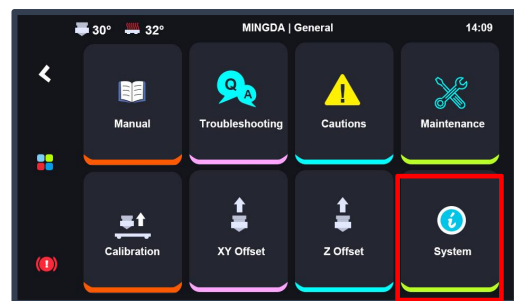 30° 32° MINGDA | General 14:09
Q
A
Manual Troubleshooting Cautions Maintenance
i
Calibration XY Offset Z Offset System